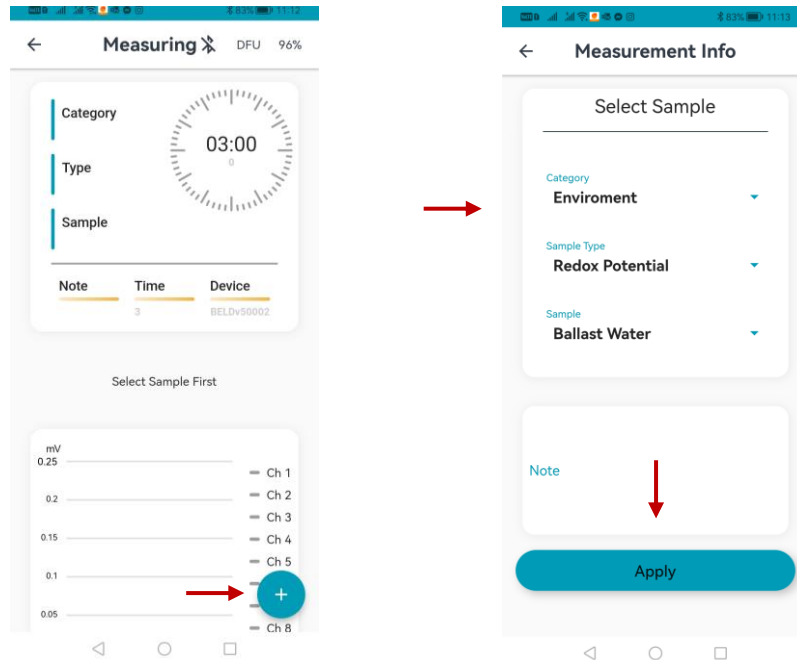 83% 11:12
Measuring DFU 96%
Category
03:00
0
Type
Sample
Note Time Device
3 BELDv50002
Select Sample First
mV
0.25
Ch 1
0.2
Ch 2
Ch 3
0.15
Ch 4
Ch 5
0.1
+
0.05
Ch 8
83% 11:13
Measurement Info
Select Sample
Category
Enviroment
Sample Type
Redox Potential
Sample
Ballast Water
Note
Apply